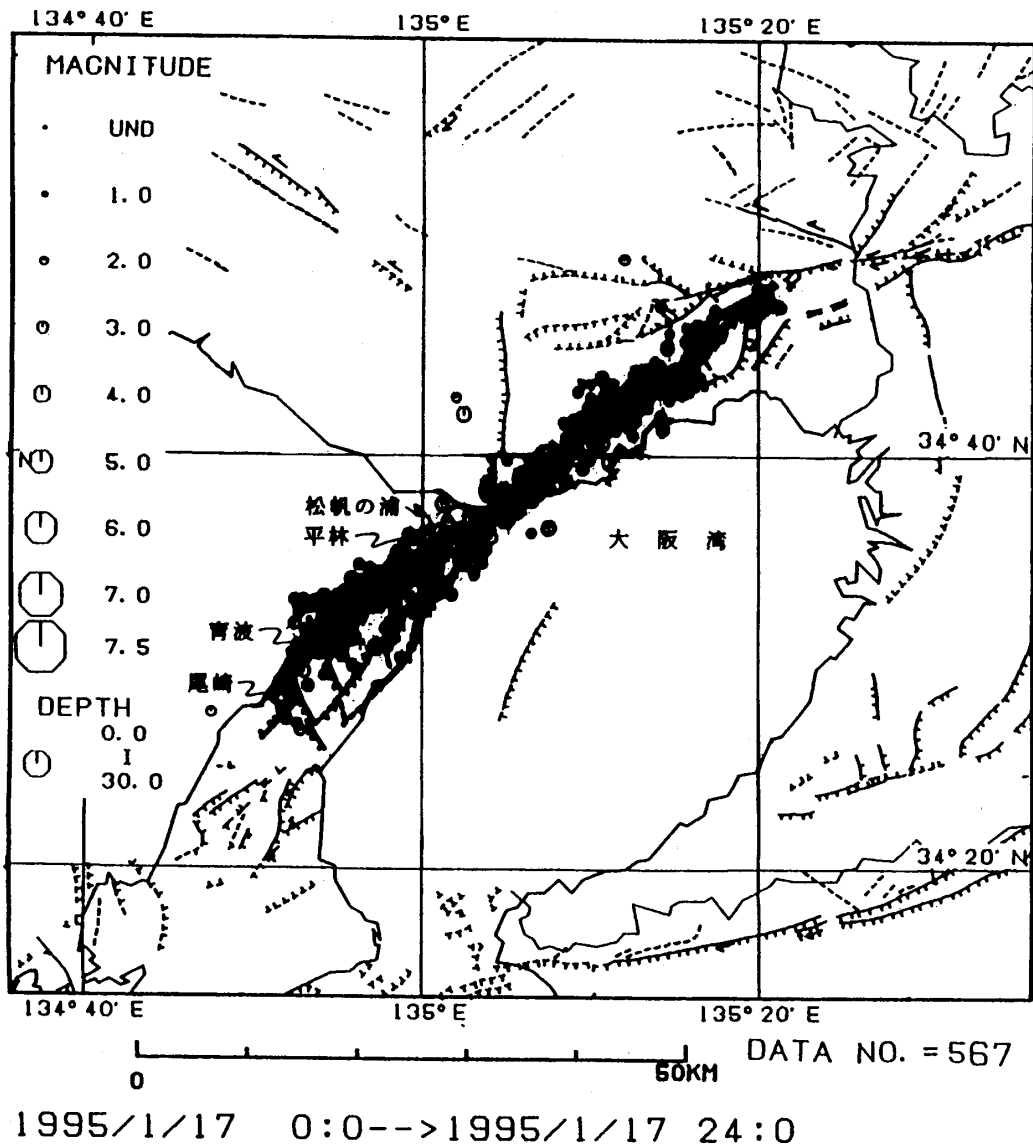 134° 40' E
135° E
135° 20' E
MAGNITUDE
UND
1.0
2.0
3.0
4.0
5.0
6.0
7.0
7.5
DEPTH
0.0
I
30.0
N
34° 40' N
松帆の浦
平林
大阪湾
育波
尾崎
34° 20' N
134° 40' E
135° E
135° 20' E
0
50KM
DATA NO. =567
1995/1/17 0:0-->1995/1/17 24:0